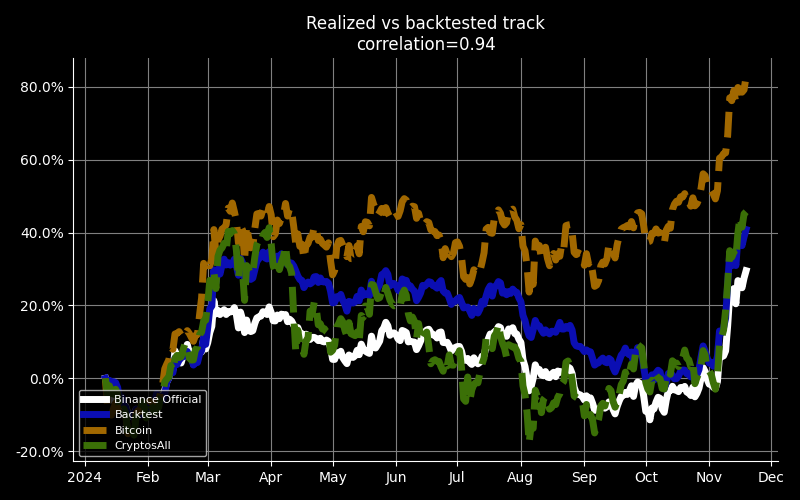 Realized vs backtested track
correlation=0.94
80.0%
60.0%
40.0%
20.0%
0.0%
-20.0%
Binance Official
Backtest
Bitcoin
CryptosAll
2024 Feb Mar Apr May Jun Jul Aug Sep Oct Nov Dec